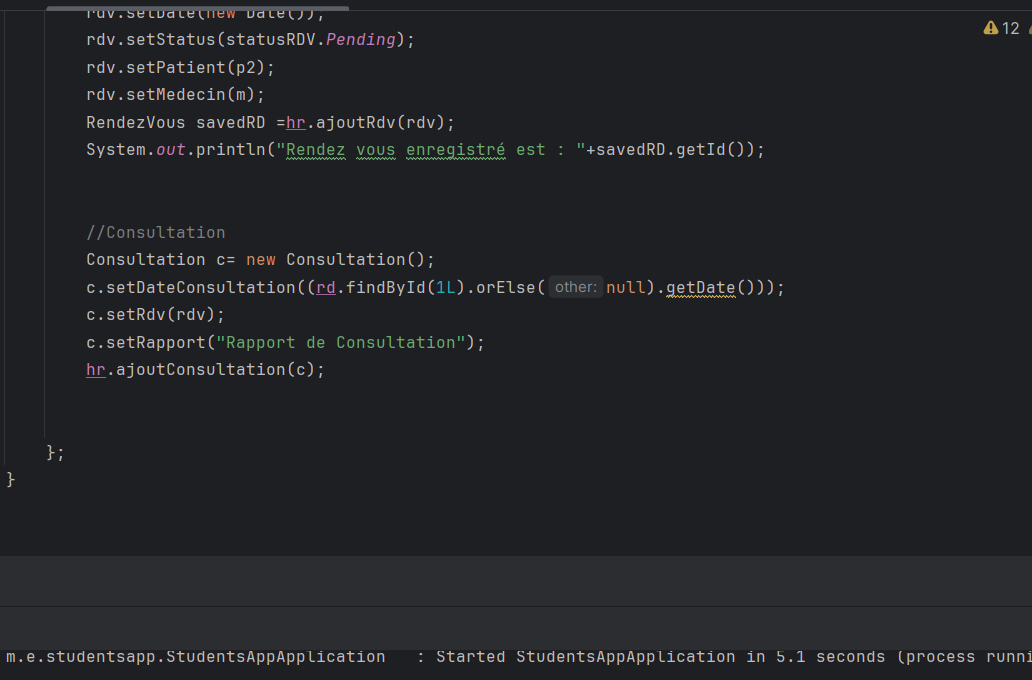 rdv.setDate(new Date());
rdv.setStatus(statusRDV.Pending);
12
rdv.setPatient(p2);
rdv.setMedecin(m);
RendezVous savedRD =hr.ajoutRdv(rdv);
System.out.println("Rendez vous enregistré est : "+savedRD.getId());
//Consultation
Consultation c= new Consultation();
c.setDateConsultation((rd.findById(1L).orElse( other: null).getDate()));
c.setRdv(rdv);
c.setRapport("Rapport de Consultation");
hr.ajoutConsultation(c);
};
}
m.e.studentsapp.StudentsAppApplication : Started StudentsAppApplication in 5.1 seconds (process runni